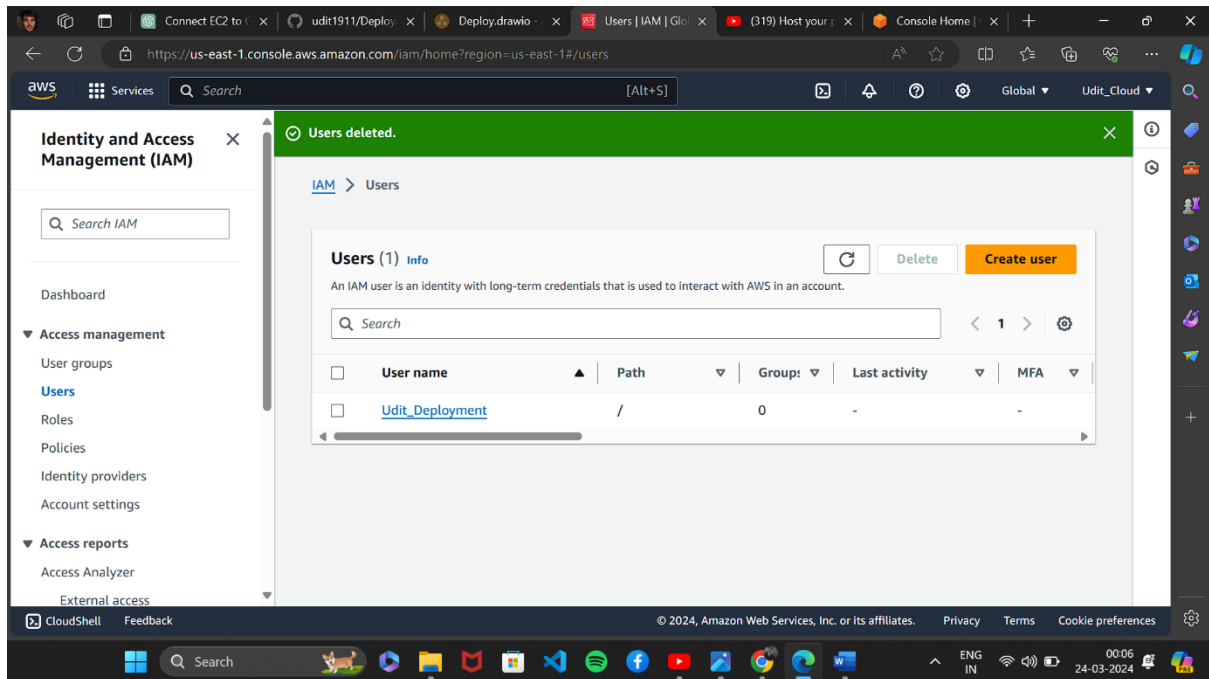 Connect EC2 to C
udit1911/Deploy
Deploy.drawio -
Users | IAM | Glo
(319) Host your p
Console Home |
https://us-east-1.console.aws.amazon.com/iam/home?region=us-east-1#/users
aws
Services
Search
[Alt+S]
Global
Udit_Cloud
Identity and Access
Management (IAM)
Search IAM
Dashboard
Access management
User groups
Users
Roles
Policies
Identity providers
Account settings
Access reports
Access Analyzer
External access
Users deleted.
IAM > Users
Users (1) Info
Delete
Create user
An IAM user is an identity with long-term credentials that is used to interact with AWS in an account.
Search
1
User name Path Groups Last activity MFA
Udit_Deployment / 0 - -
CloudShell Feedback © 2024, Amazon Web Services, Inc. or its affiliates. Privacy Terms Cookie preferences
Search
ENG
IN
00:06
24-03-2024
PRE